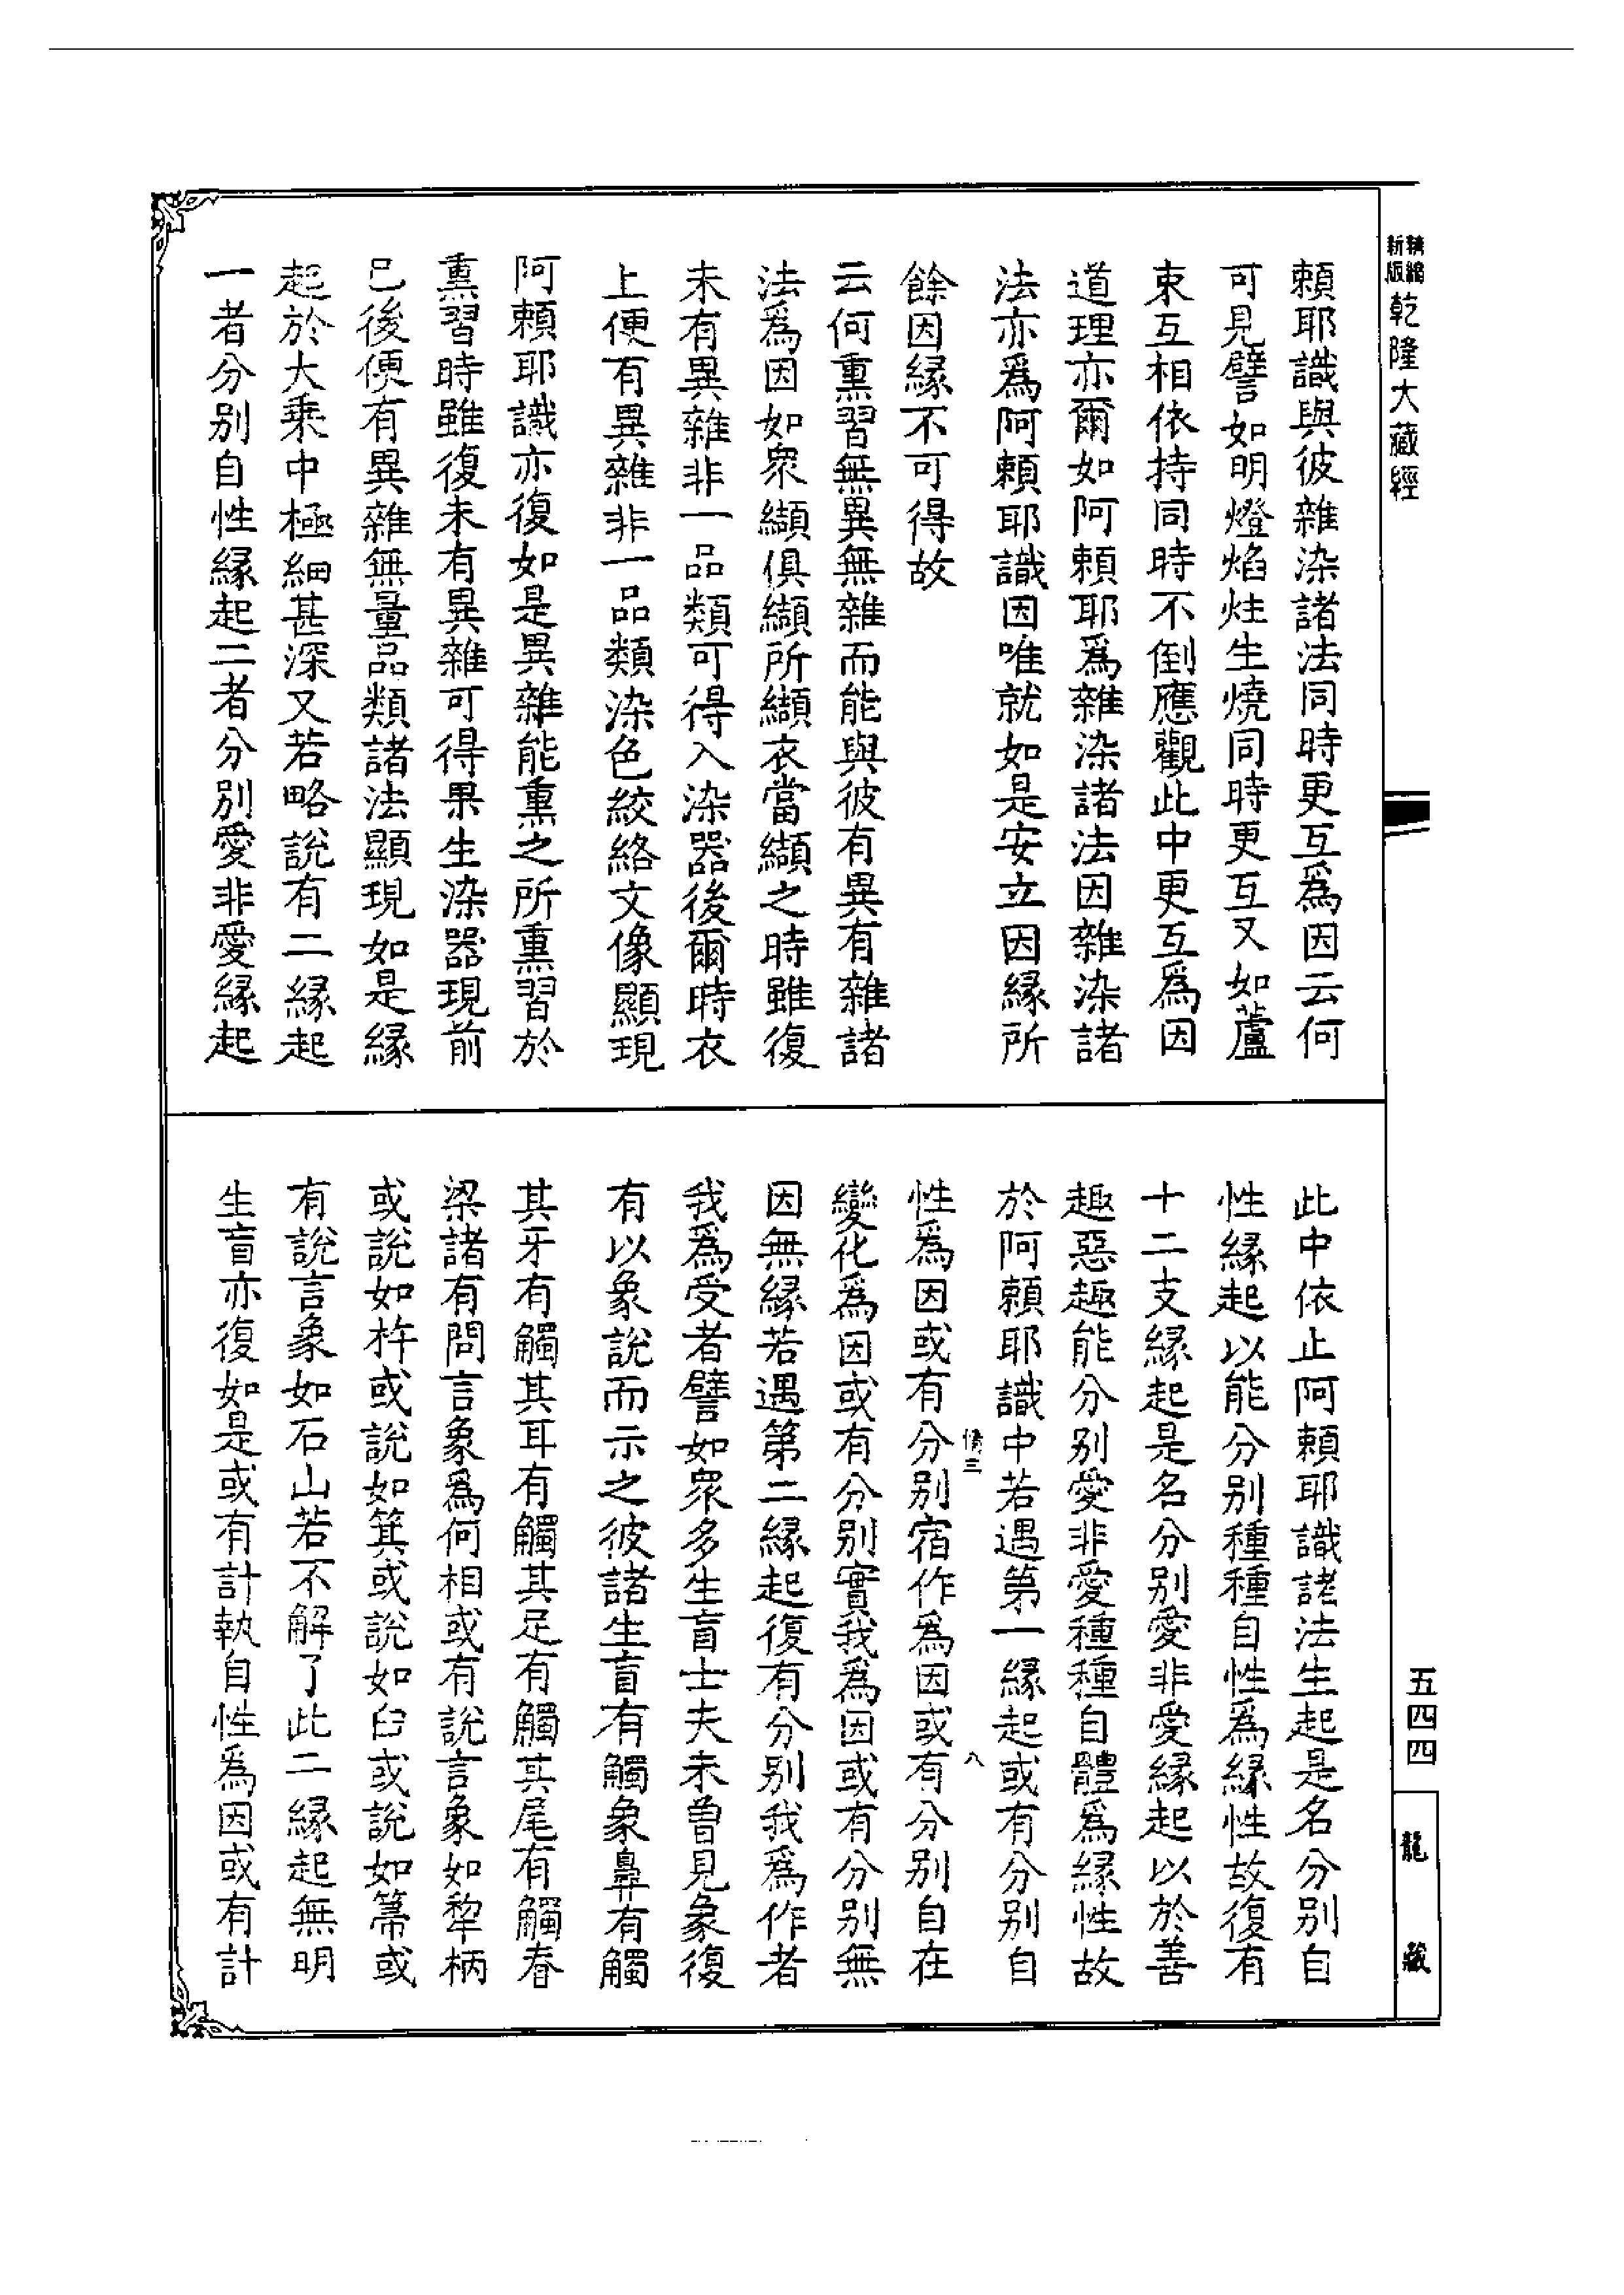 精編
新版
乾隆大藏經
賴耶識與彼雜染諸法同時更互爲因云何
可見譬如明燈焰炷生燒同時更互又如蘆
束互相依持同時不倒應觀此中更互爲因
道理亦爾如阿賴耶爲雜染諸法因雜染諸
法亦爲阿賴耶識因唯就如是安立因緣所
餘因緣不可得故
云何熏習無異無雜而能與彼有異有雜諸
法爲因如衆纈俱纈所纈衣當纈之時雖復
未有異雜非一品類可得入染器後爾時衣
上便有異雜非一品類染色絞絡文像顯現
阿賴耶識亦復如是異雜能熏之所熏習於
熏習時雖復未有異雜可得果生染器現前
已後便有異雜無量品類諸法顯現如是緣
起於大乘中極細甚深又若略說有二緣起
一者分別自性緣起二者分別愛非愛緣起
此中依止阿賴耶識諸法生起是名分別自
性緣起以能分別種種自性爲緣性故復有
十二支緣起是名分別愛非愛緣起以於善
趣惡趣能分別愛非愛種種自體爲緣性故
於阿賴耶識中若遇第一緣起或有分別自
性爲因或有分別宿作爲因或有分別自在
變化爲因或有分別實我爲因或有分別無
因無緣若遇第二緣起復有分別我爲作者
我爲受者譬如衆多生盲士夫未曾見象復
有以象說而示之彼諸生盲有觸象鼻有觸
其牙有觸其耳有觸其足有觸其尾有觸脊
梁諸有問言象爲何相或有說言象如犂柄
或說如杵或說如箕或說如臼或說如箒或
有說言象如石山若不解了此二緣起無明
生盲亦復如是或有計執自性爲因或有計
八
五四四
龍藏